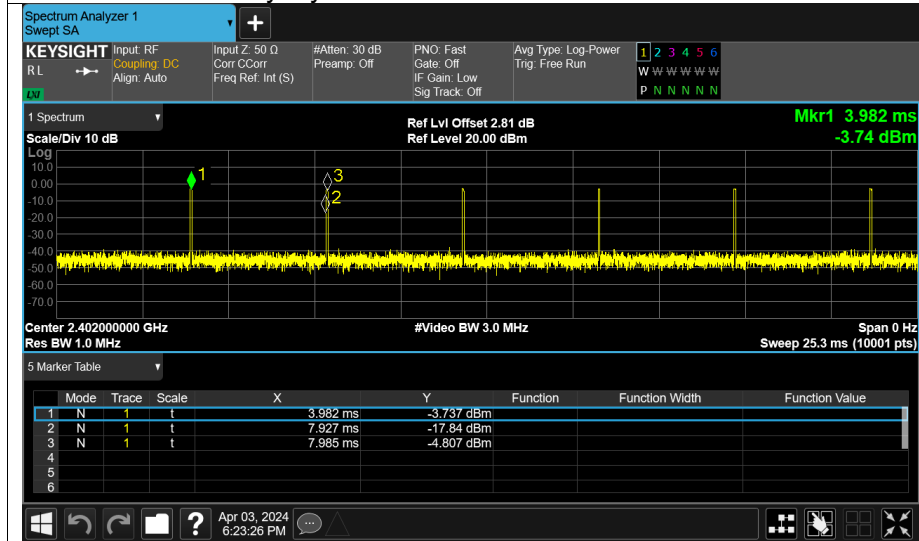 Spectrum Analyzer 1
Swept SA
+
KEYSIGHT Input: RF Input Z: 50 Ω #Atten: 30 dB PNO: Fast Avg Type: Log-Power 1 2 3 4 5 6
R L Coupling: DC Corr CCorr Preamp: Off Gate: Off Trig: Free Run W W W W W W
Align: Auto Freq Ref: Int (S) IF Gain: Low
LXI Sig Track: Off P N N N N N
1 Spectrum
Scale/Div 10 dB
Ref Lvl Offset 2.81 dB
Ref Level 20.00 dBm
Mkr1 3.982 ms
-3.74 dBm
Log
10.0
0.00
-10.0
-20.0
-30.0
-40.0
-50.0
-60.0
-70.0
1
3
2
Center 2.402000000 GHz #Video BW 3.0 MHz Span 0 Hz
Res BW 1.0 MHz Sweep 25.3 ms (10001 pts)
5 Marker Table
Mode Trace Scale X Y Function Function Width Function Value
1 N 1 t 3.982 ms -3.737 dBm
2 N 1 t 7.927 ms -17.84 dBm
3 N 1 t 7.985 ms -4.807 dBm
4
5
6
? Apr 03, 2024
6:23:26 PM